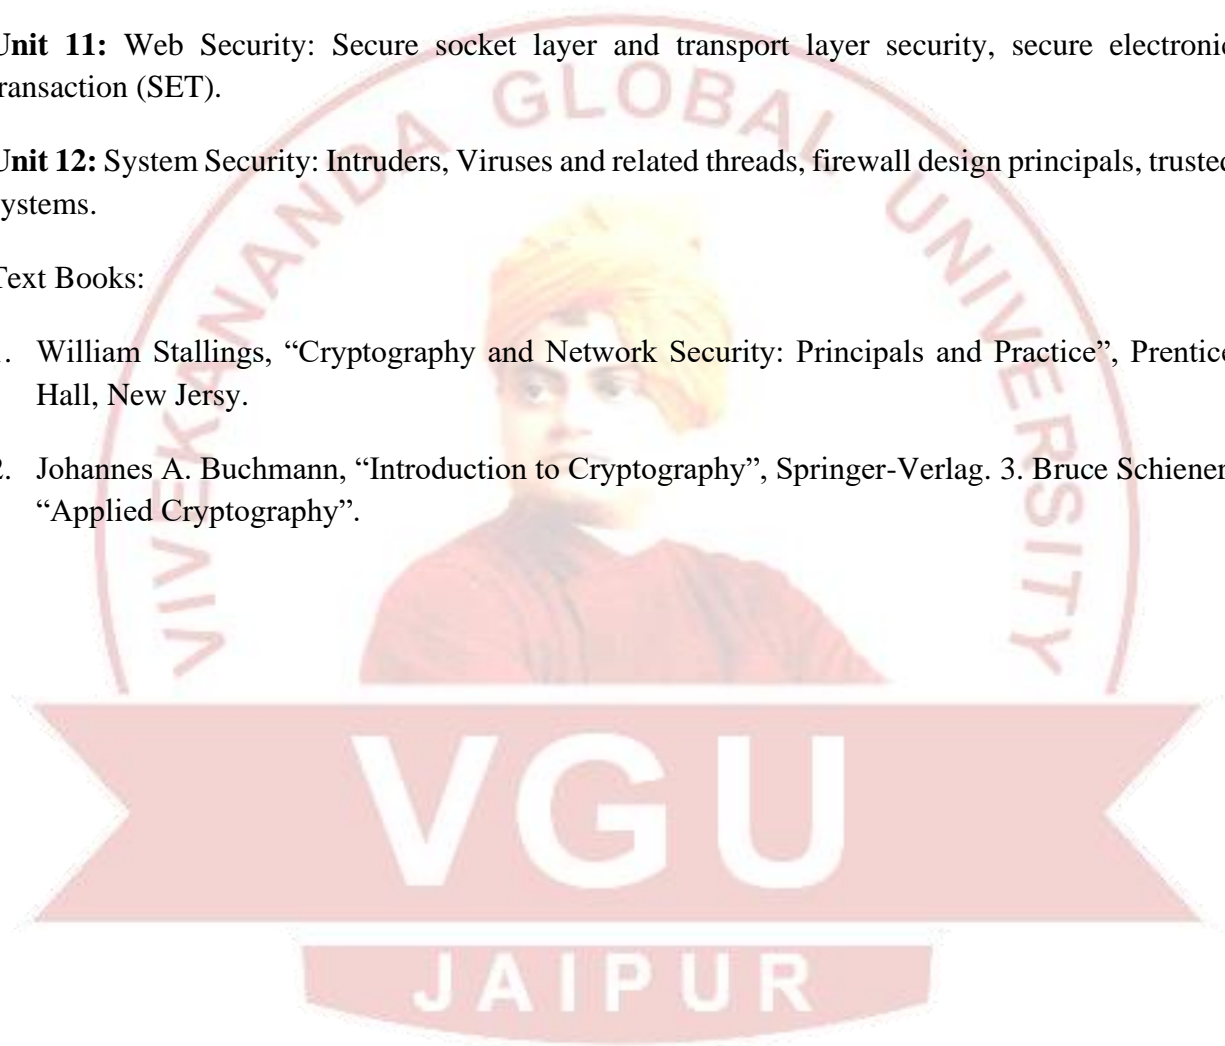 Unit 11: Web Security: Secure socket layer and transport layer security, secure electronic
transaction (SET).
Unit 12: System Security: Intruders, Viruses and related threads, firewall design principals, trusted
systems.
Text Books:
1. William Stallings, “Cryptography and Network Security: Principals and Practice”, Prentice
Hall, New Jersy.
2. Johannes A. Buchmann, “Introduction to Cryptography”, Springer-Verlag. 3. Bruce Schiener,
“Applied Cryptography”.
VIVEKANANDA GLOBAL UNIVERSITY
VGU
JAIPUR